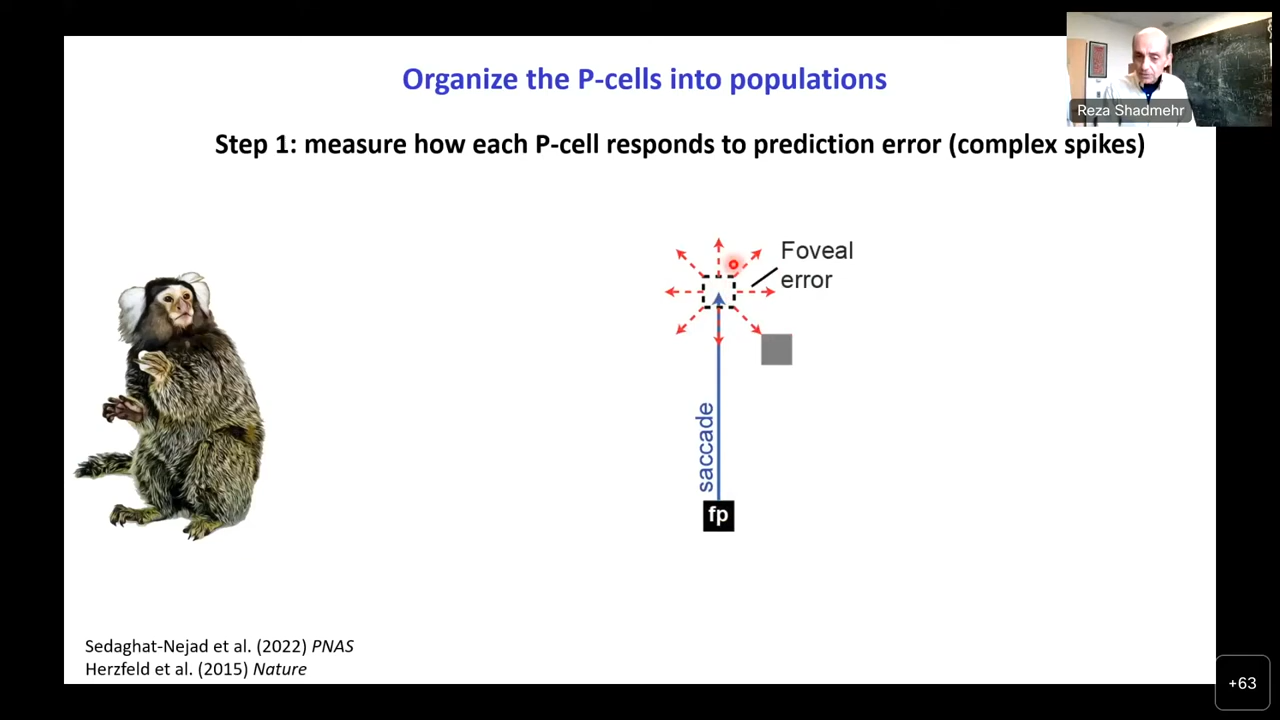 Organize the P-cells into populations
Reza Shadmehr
Step 1: measure how each P-cell responds to prediction error (complex spikes)
Foveal
error
saccade
fp
Sedaghat-Nejad et al. (2022) PNAS
Herzfeld et al. (2015) Nature
+63